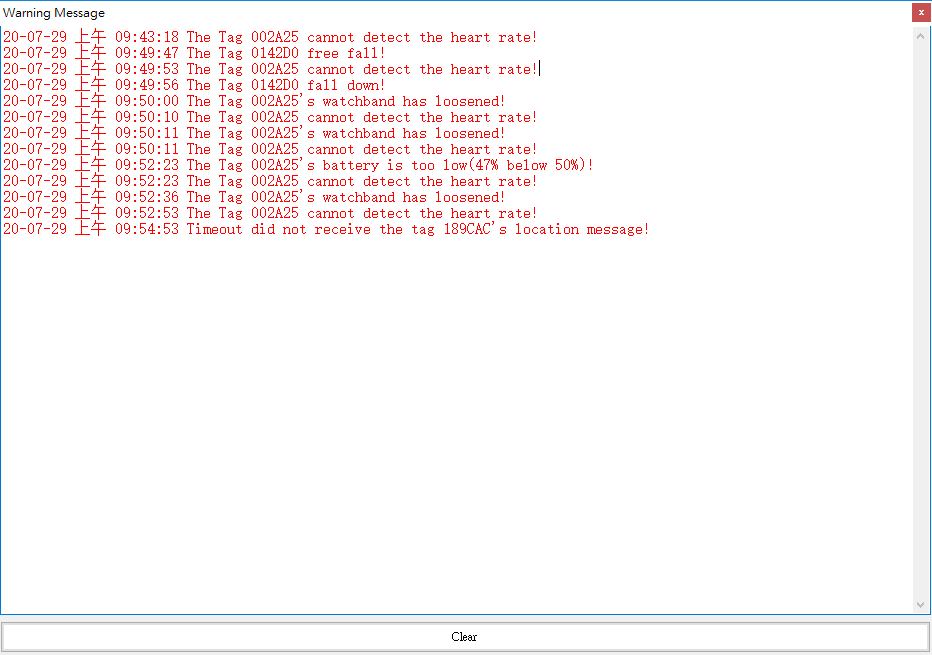 Warning Message
x
20-07-29 上午 09:43:18 The Tag 002A25 cannot detect the heart rate!
20-07-29 上午 09:49:47 The Tag 0142D0 free fall!
20-07-29 上午 09:49:53 The Tag 002A25 cannot detect the heart rate!
20-07-29 上午 09:49:56 The Tag 0142D0 fall down!
20-07-29 上午 09:50:00 The Tag 002A25's watchband has loosened!
20-07-29 上午 09:50:10 The Tag 002A25 cannot detect the heart rate!
20-07-29 上午 09:50:11 The Tag 002A25's watchband has loosened!
20-07-29 上午 09:50:11 The Tag 002A25 cannot detect the heart rate!
20-07-29 上午 09:52:23 The Tag 002A25's battery is too low(47% below 50%)!
20-07-29 上午 09:52:23 The Tag 002A25 cannot detect the heart rate!
20-07-29 上午 09:52:36 The Tag 002A25's watchband has loosened!
20-07-29 上午 09:52:53 The Tag 002A25 cannot detect the heart rate!
20-07-29 上午 09:54:53 Timeout did not receive the tag 189CAC's location message!
Clear